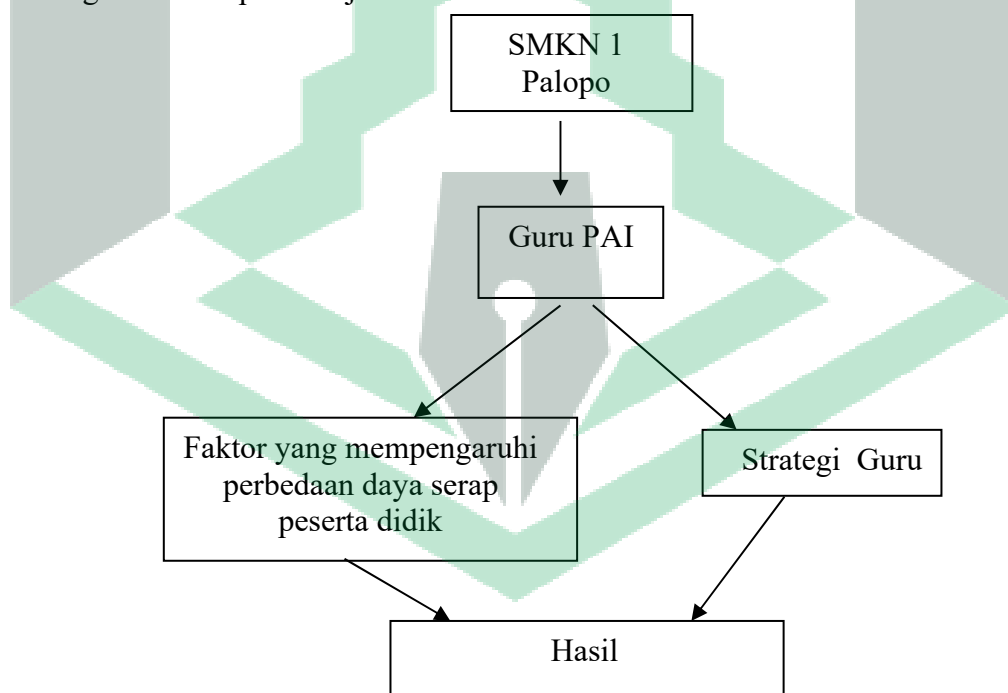 SMKN 1
Palopo
Guru PAI
Faktor yang mempengaruhi
perbedaan daya serap
peserta didik
Strategi Guru
Hasil